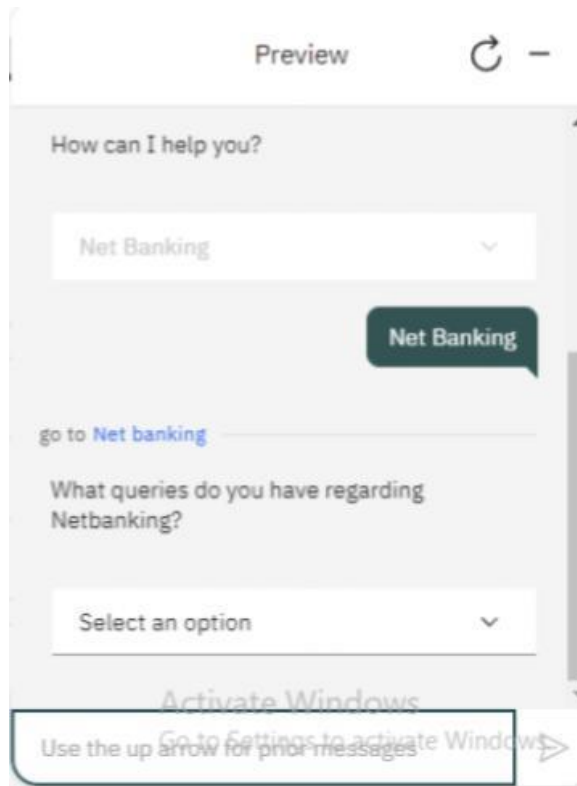 Preview
How can I help you?
Net Banking
Net Banking
go to Net banking
What queries do you have regarding
Netbanking?
Select an option
Activate Windows
Go to Settings to activate Windows.
Use the up arrow for prior messages